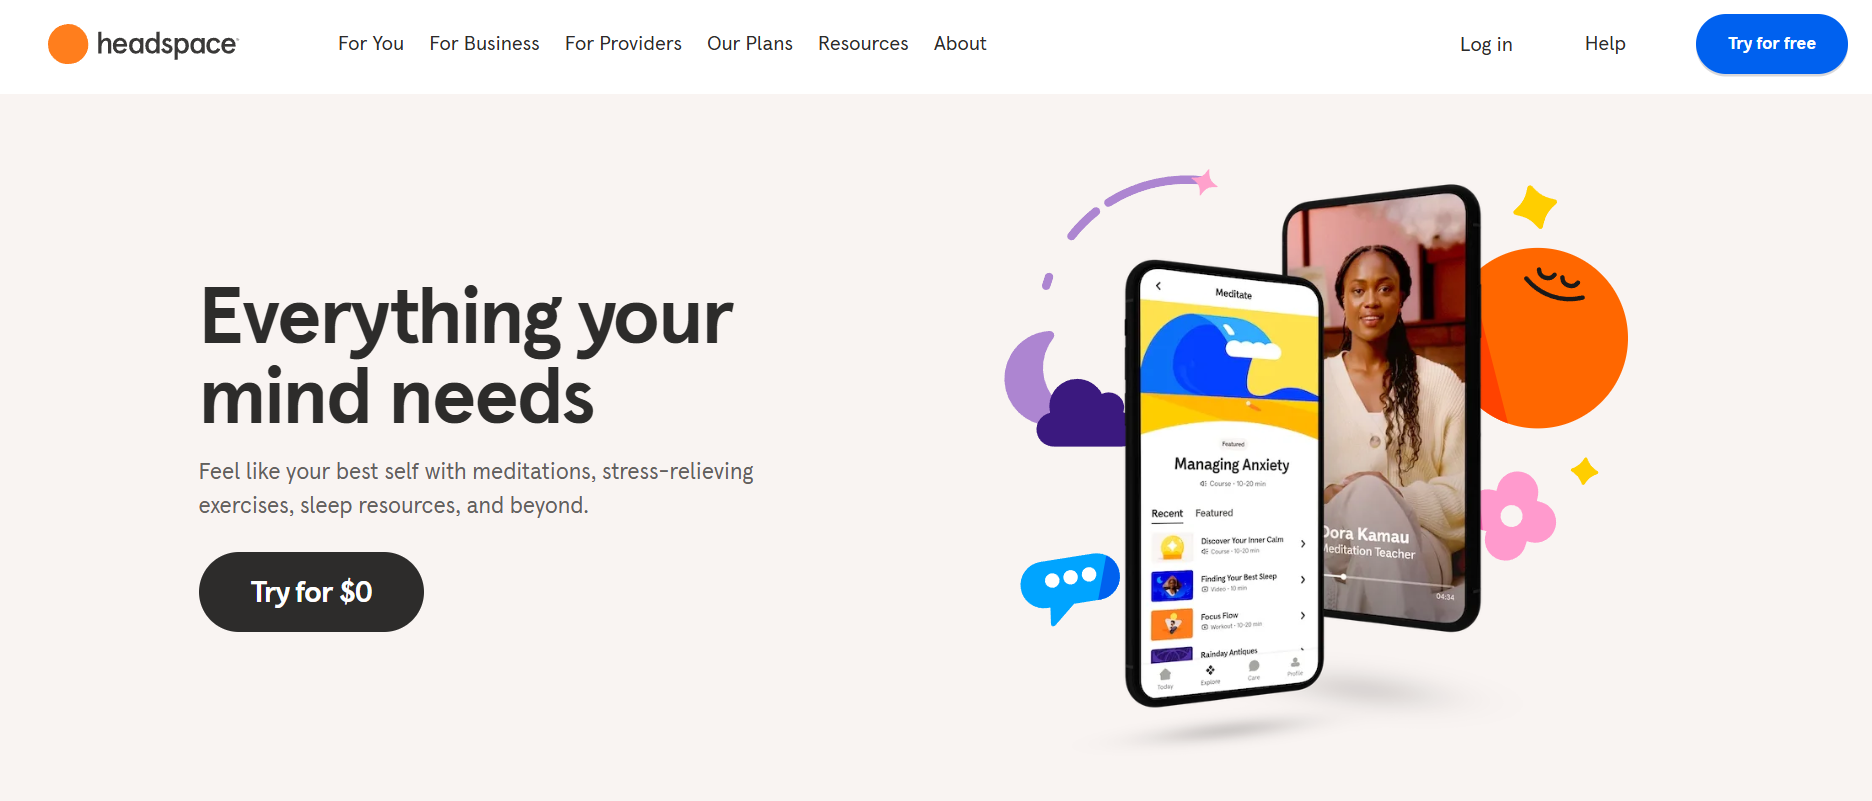 headspace
For You
For Business
For Providers
Our Plans
Resources
About
Log in
Help
Try for free
Everything your
mind needs
Feel like your best self with meditations, stress-relieving
exercises, sleep resources, and beyond.
Try for $0
Meditate
Featured
Managing Anxiety
Course · 10-20 min
Recent
Featured
Discover Your Inner Calm
Course · 10-20 min
Finding Your Best Sleep
Video · 10 min
Focus Flow
Workout · 10-20 min
Rainday Antiques
Today
Explore
Care
Profile
Dora Kamau
Meditation Teacher
04:34